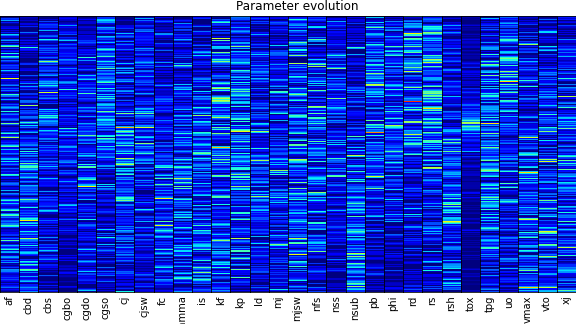 Parameter evolution
af
cbd
cbs
cgbo
cgdo
cgso
cj
cjsw
fc
mma
is
kf
kp
ld
mj
mjsw
nfs
nss
nsub
pb
phi
rd
rs
rsh
tox
tpg
uo
vmax
vto
xj